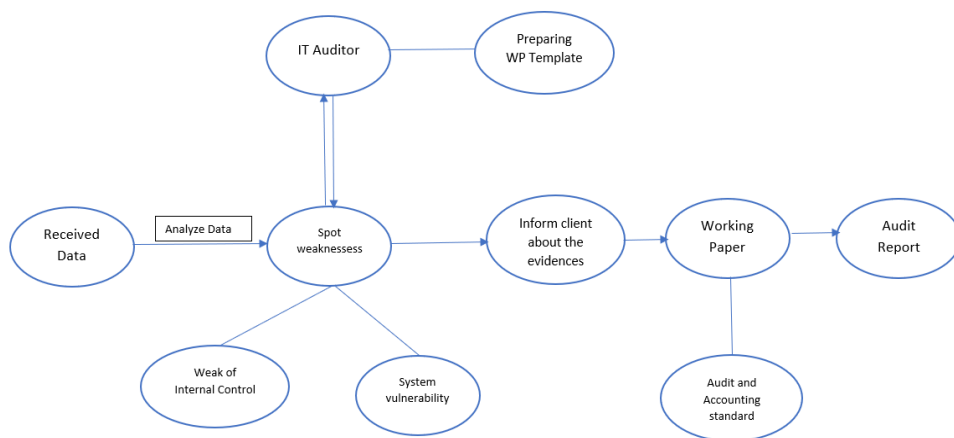 IT Auditor
Preparing
WP Template
Received
Data
Analyze Data
Spot
weaknessess
Inform client
about the
evidences
Working
Paper
Audit
Report
Weak of
Internal Control
System
vulnerability
Audit and
Accounting
standard